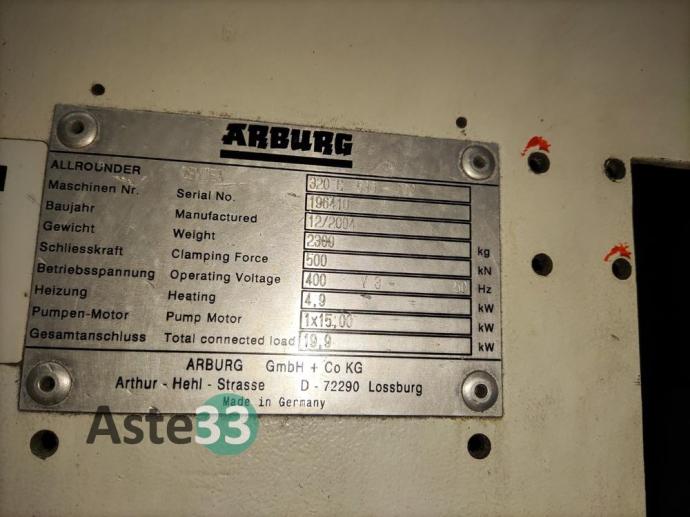 ARBURG
ALLROUNDER 320 C
Maschinen Nr. Serial No. 196410
Baujahr Manufactured 12/2004
Gewicht Weight 2300 kg
Schliesskraft Clamping Force 500 kN
Betriebsspannung Operating Voltage 400 V 3~ Hz
Heizung Heating 4,9 kW
Pumpen-Motor Pump Motor 1x15,00 kW
Gesamtanschluss Total connected load 19,9 kW
ARBURG GmbH + Co KG
Arthur - Hehl - Strasse D - 72290 Lossburg
Made in Germany
Aste33